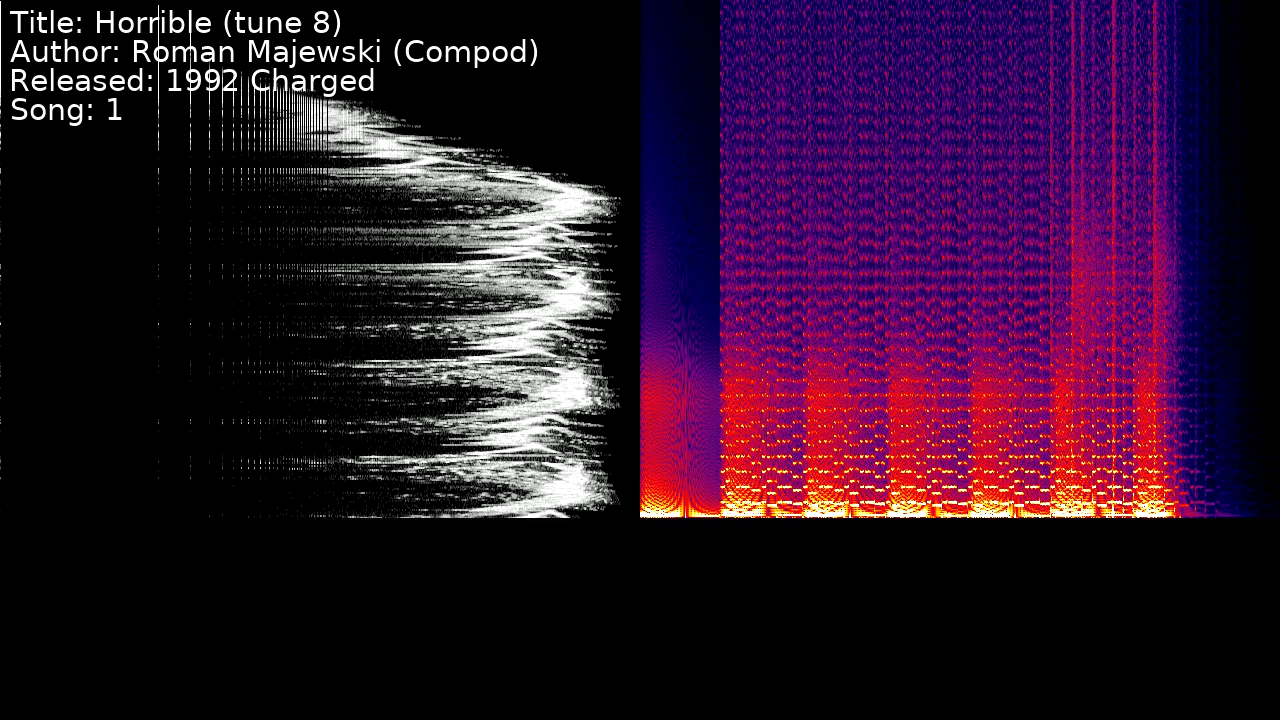 Title: Horrible (tune 8)
Author: Roman Majewski (Compod)
Released: 1992 Charged
Song: 1